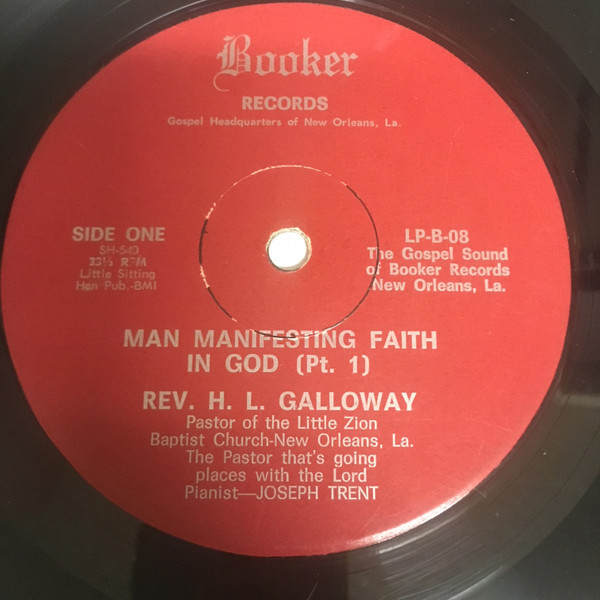 Booker
RECORDS
Gospel Headquarters of New Orleans, La.
SIDE ONE
SH-540
33⅓ RPM
Little Sitting
Hen Pub.-BMI
LP-B-08
The Gospel Sound
of Booker Records
New Orleans, La.
MAN MANIFESTING FAITH
IN GOD (Pt. 1)
REV. H. L. GALLOWAY
Pastor of the Little Zion
Baptist Church-New Orleans, La.
The Pastor that's going
places with the Lord
Pianist—JOSEPH TRENT